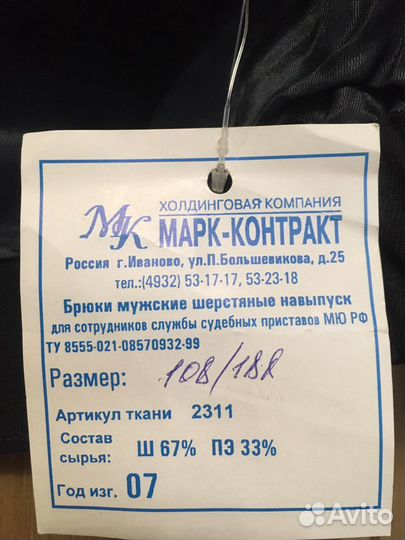 МК ХОЛДИНГОВАЯ КОМПАНИЯ
МАРК-КОНТРАКТ
Россия г.Иваново, ул.П.Большевикова, д.25
тел.:(4932) 53-17-17, 53-23-18
Брюки мужские шерстяные навыпуск
для сотрудников службы судебных приставов МЮ РФ
ТУ 8555-021-08570932-99
Размер: 108/182
Артикул ткани 2311
Состав
сырья: Ш 67% ПЭ 33%
Год изг. 07
Avito